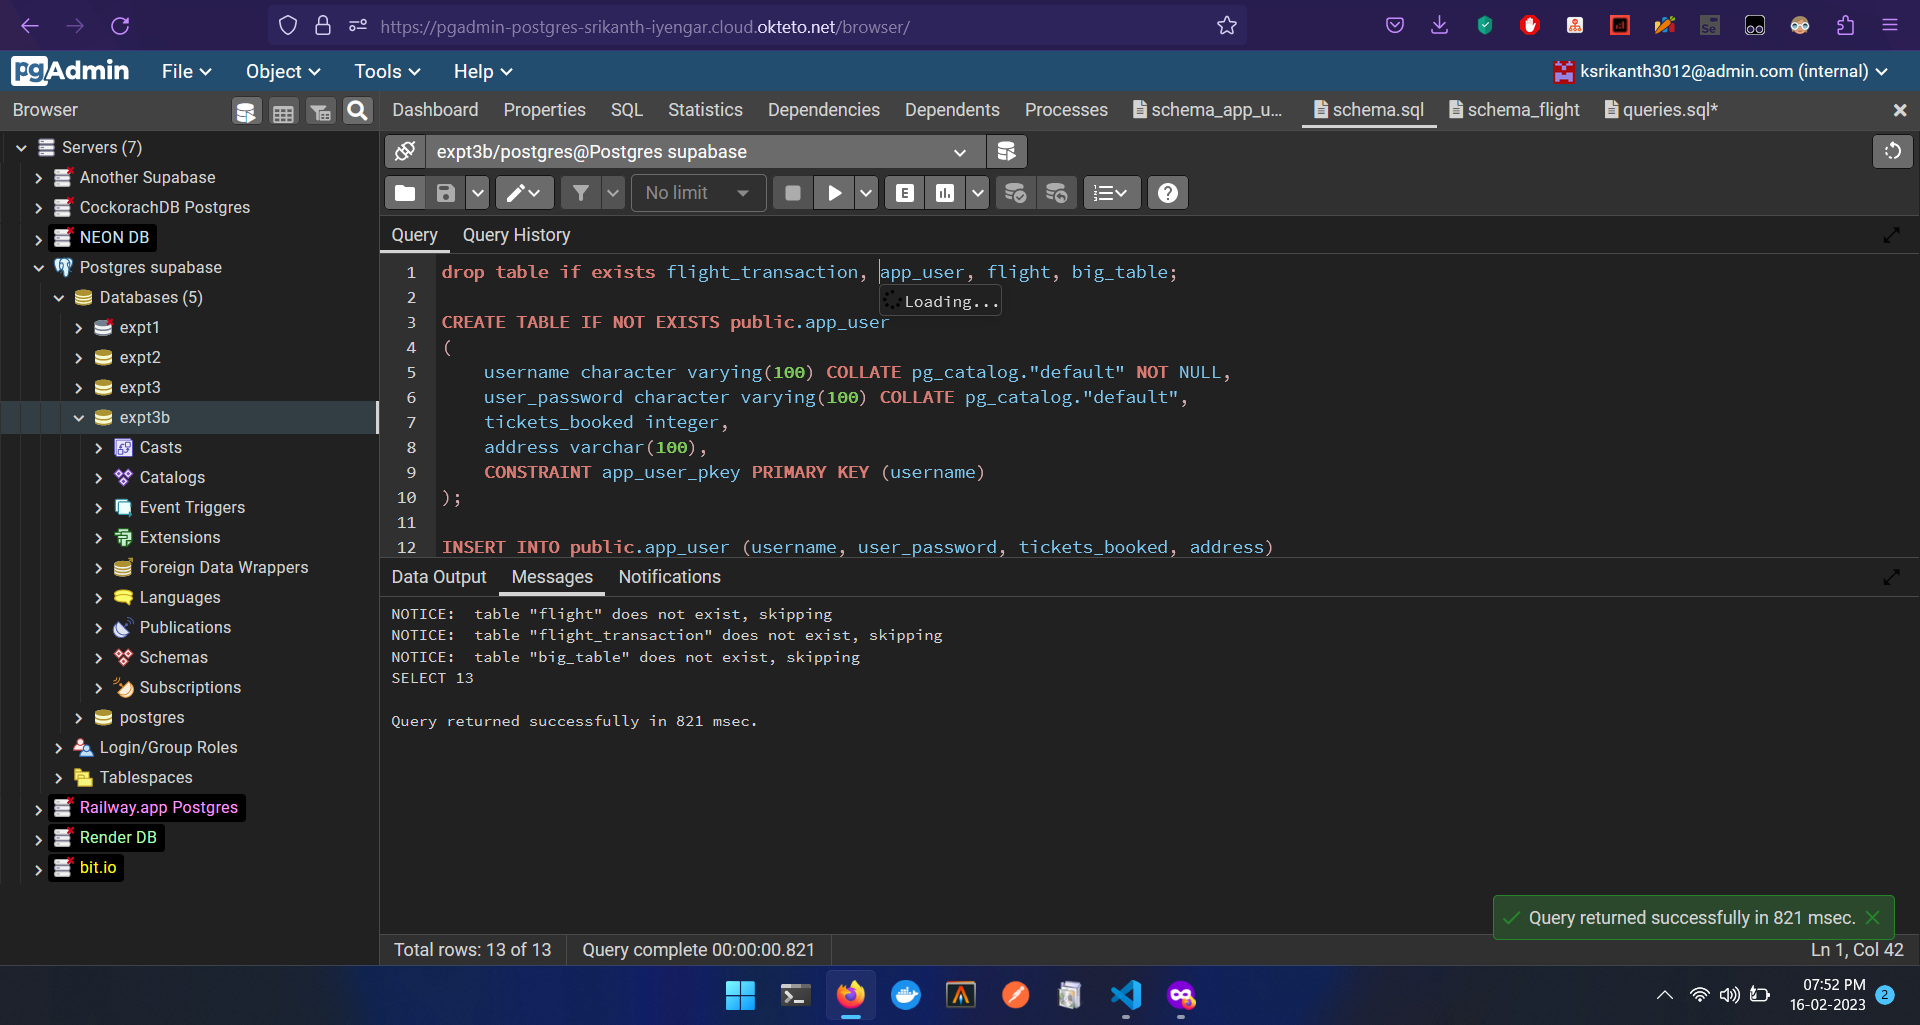 https://pgadmin-postgres-srikanth-iyengar.cloud.okteto.net/browser/
pgAdmin
File
Object
Tools
Help
ksrikanth3012@admin.com (internal)
Browser
Dashboard
Properties
SQL
Statistics
Dependencies
Dependents
Processes
schema_app_u...
schema.sql
schema_flight
queries.sql*
Servers (7)
Another Supabase
CockorachDB Postgres
NEON DB
Postgres supabase
Databases (5)
expt1
expt2
expt3
expt3b
Casts
Catalogs
Event Triggers
Extensions
Foreign Data Wrappers
Languages
Publications
Schemas
Subscriptions
postgres
Login/Group Roles
Tablespaces
Railway.app Postgres
Render DB
bit.io
expt3b/postgres@Postgres supabase
No limit
E
Query
Query History
1 drop table if exists flight_transaction, app_user, flight, big_table;
2
Loading...
3 CREATE TABLE IF NOT EXISTS public.app_user
4 (
5 username character varying(100) COLLATE pg_catalog."default" NOT NULL,
6 user_password character varying(100) COLLATE pg_catalog."default",
7 tickets_booked integer,
8 address varchar(100),
9 CONSTRAINT app_user_pkey PRIMARY KEY (username)
10 );
11
12 INSERT INTO public.app_user (username, user_password, tickets_booked, address)
Data Output
Messages
Notifications
NOTICE:  table "flight" does not exist, skipping
NOTICE:  table "flight_transaction" does not exist, skipping
NOTICE:  table "big_table" does not exist, skipping
SELECT 13
Query returned successfully in 821 msec.
Query returned successfully in 821 msec.
Total rows: 13 of 13
Query complete 00:00:00.821
Ln 1, Col 42
07:52 PM
16-02-2023
2